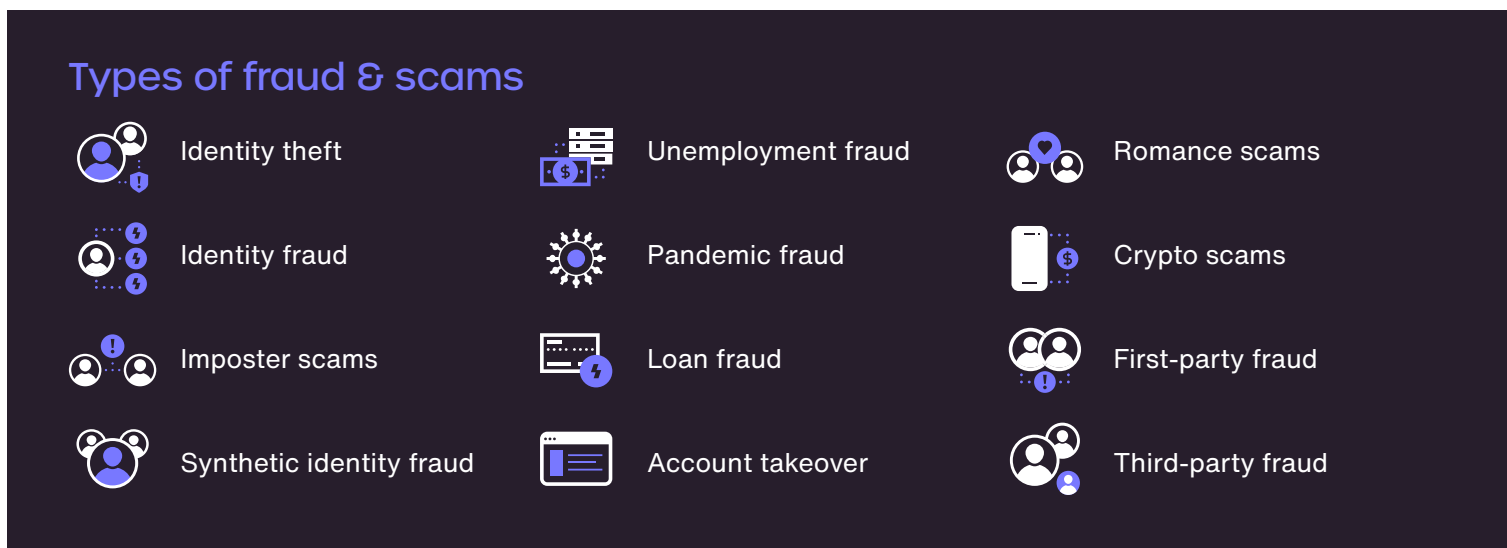 Types of fraud & scams
Identity theft
Identity fraud
Imposter scams
Synthetic identity fraud
Unemployment fraud
Pandemic fraud
Loan fraud
Account takeover
Romance scams
Crypto scams
First-party fraud
Third-party fraud